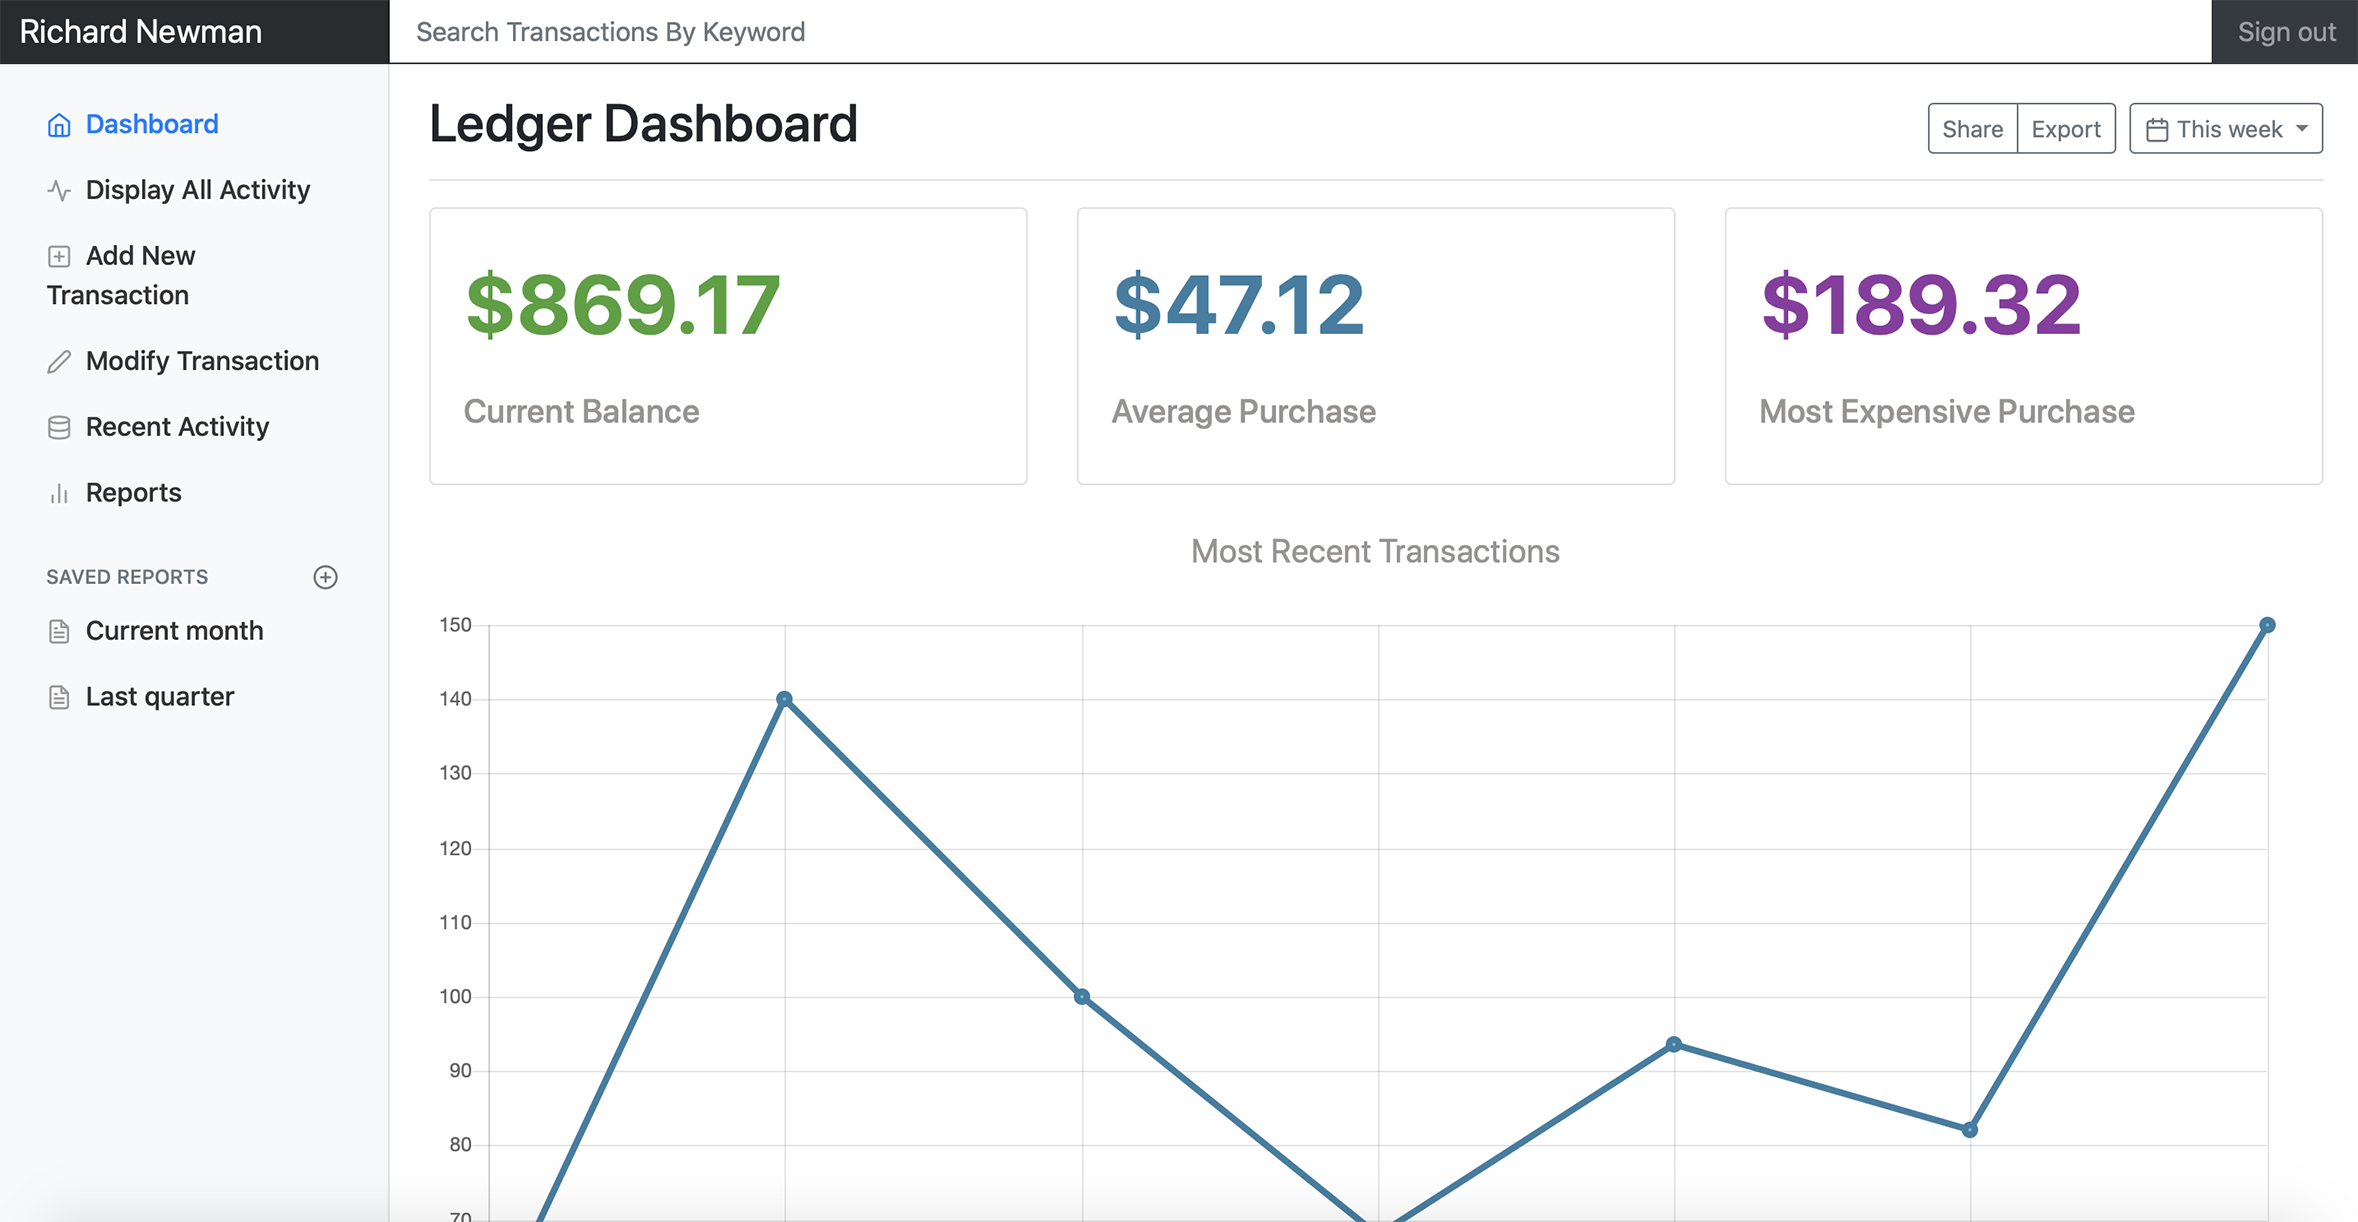 Richard Newman
Search Transactions By Keyword
Sign out
Dashboard
Display All Activity
Add New
Transaction
Modify Transaction
Recent Activity
Reports
SAVED REPORTS
Current month
Last quarter
Ledger Dashboard
Share
Export
This week
$869.17
Current Balance
$47.12
Average Purchase
$189.32
Most Expensive Purchase
Most Recent Transactions
150
140
130
120
110
100
90
80
70